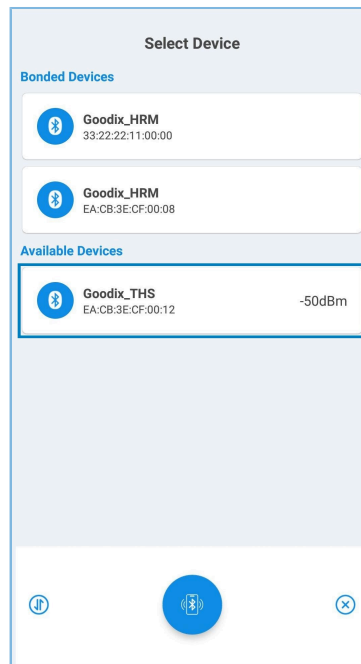 Select Device
Bonded Devices
Goodix_HRM
33:22:22:11:00:00
Goodix_HRM
EA:CB:3E:CF:00:08
Available Devices
Goodix_THS
-50dBm
EA:CB:3E:CF:00:12